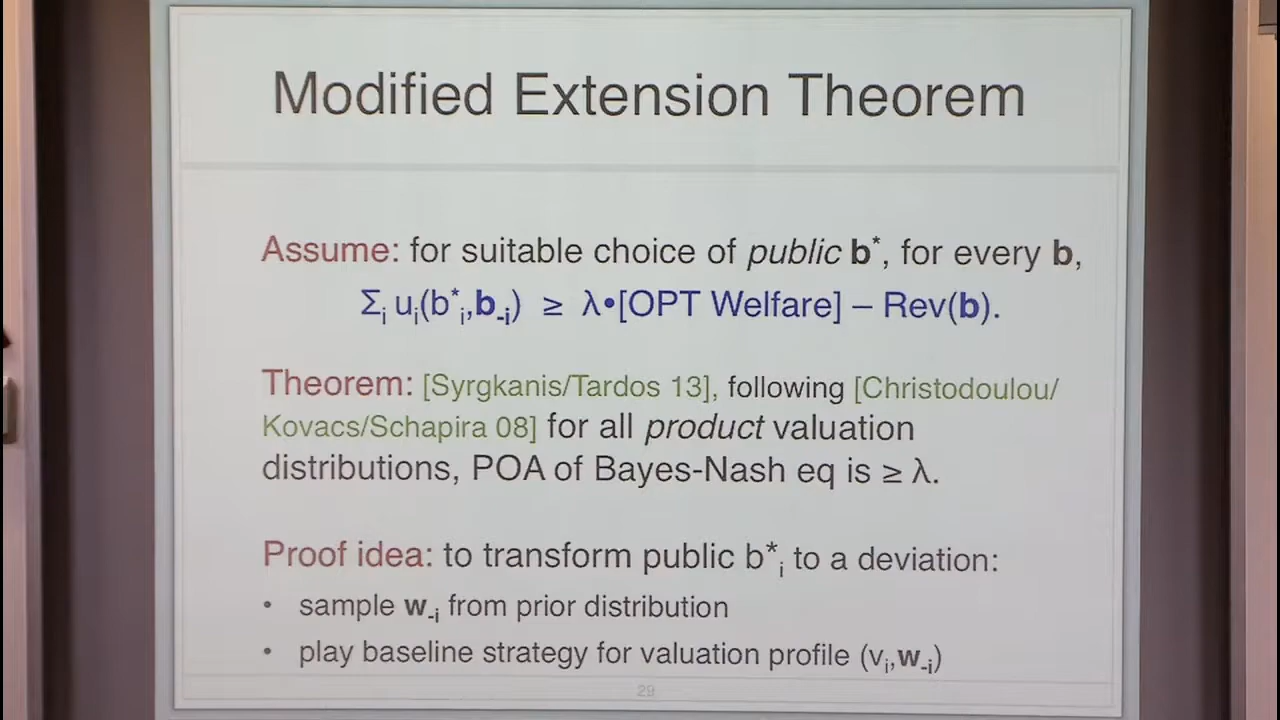 Modified Extension Theorem
Assume: for suitable choice of public b*, for every b,
Σi ui(b*i,b-i) ≥ λ•[OPT Welfare] – Rev(b).
Theorem: [Syrgkanis/Tardos 13], following [Christodoulou/
Kovacs/Schapira 08] for all product valuation
distributions, POA of Bayes-Nash eq is ≥ λ.
Proof idea: to transform public b*i to a deviation:
• sample w-i from prior distribution
• play baseline strategy for valuation profile (vi,w-i)
29